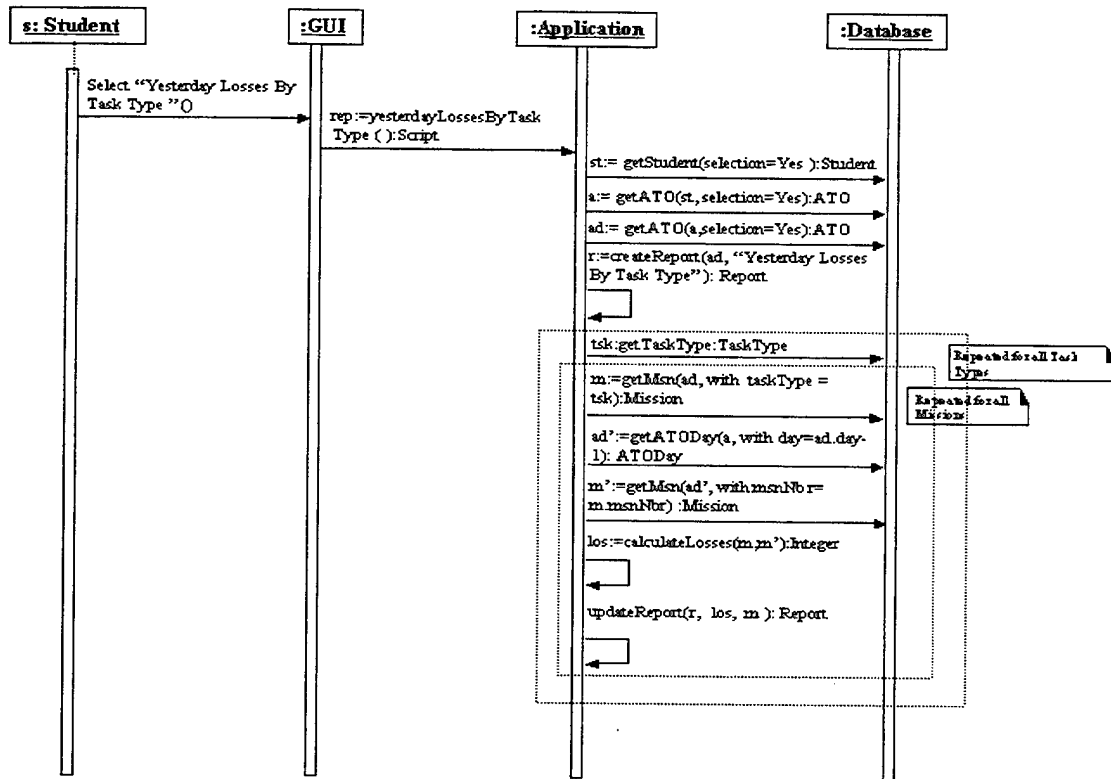 s: Student
:GUI
:Application
:Database
Select “Yesterday Losses By
Task Type ”()
rep:=yesterdayLossesByTask
Type ( ):Script
st:= getStudent(selection=Yes ):Student
a:= getATO(st, selection=Yes):ATO
ad:= getATO(a,selection=Yes):ATO
r:=createReport(ad, “Yesterday Losses
By Task Type”): Report
tsk:getTaskType:TaskType
Repeated for all Task
Types
m:=getMsn(ad, with taskType =
tsk):Mission
Repeated for all
Missions
ad’:=getATODay(a, with day=ad.day-
1): ATODay
m’:=getMsn(ad’, with msnNbr=
m.msnNbr) :Mission
los:=calculateLosses(m,m’):Integer
updateReport(r, los, m ): Report